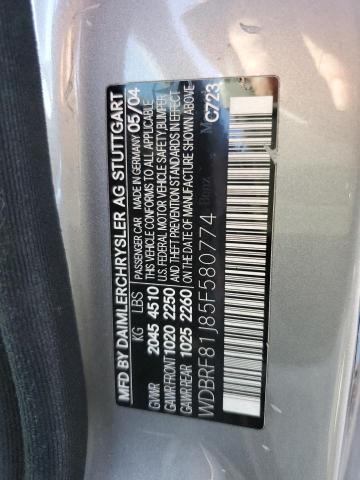 MFD BY DAIMLERCHRYSLER AG STUTTGART
PASSENGER CAR MADE IN GERMANY 05/04
KG LBS
GVWR 2045 4510
GAWR FRONT 1020 2250
GAWR REAR 1025 2260
THIS VEHICLE CONFORMS TO ALL APPLICABLE
U.S. FEDERAL MOTOR VEHICLE SAFETY,BUMPER
AND THEFT PREVENTION STANDARDS IN EFFECT
ON THE DATE OF MANUFACTURING SHOWN ABOVE
WDBRF81J85F580774
C723